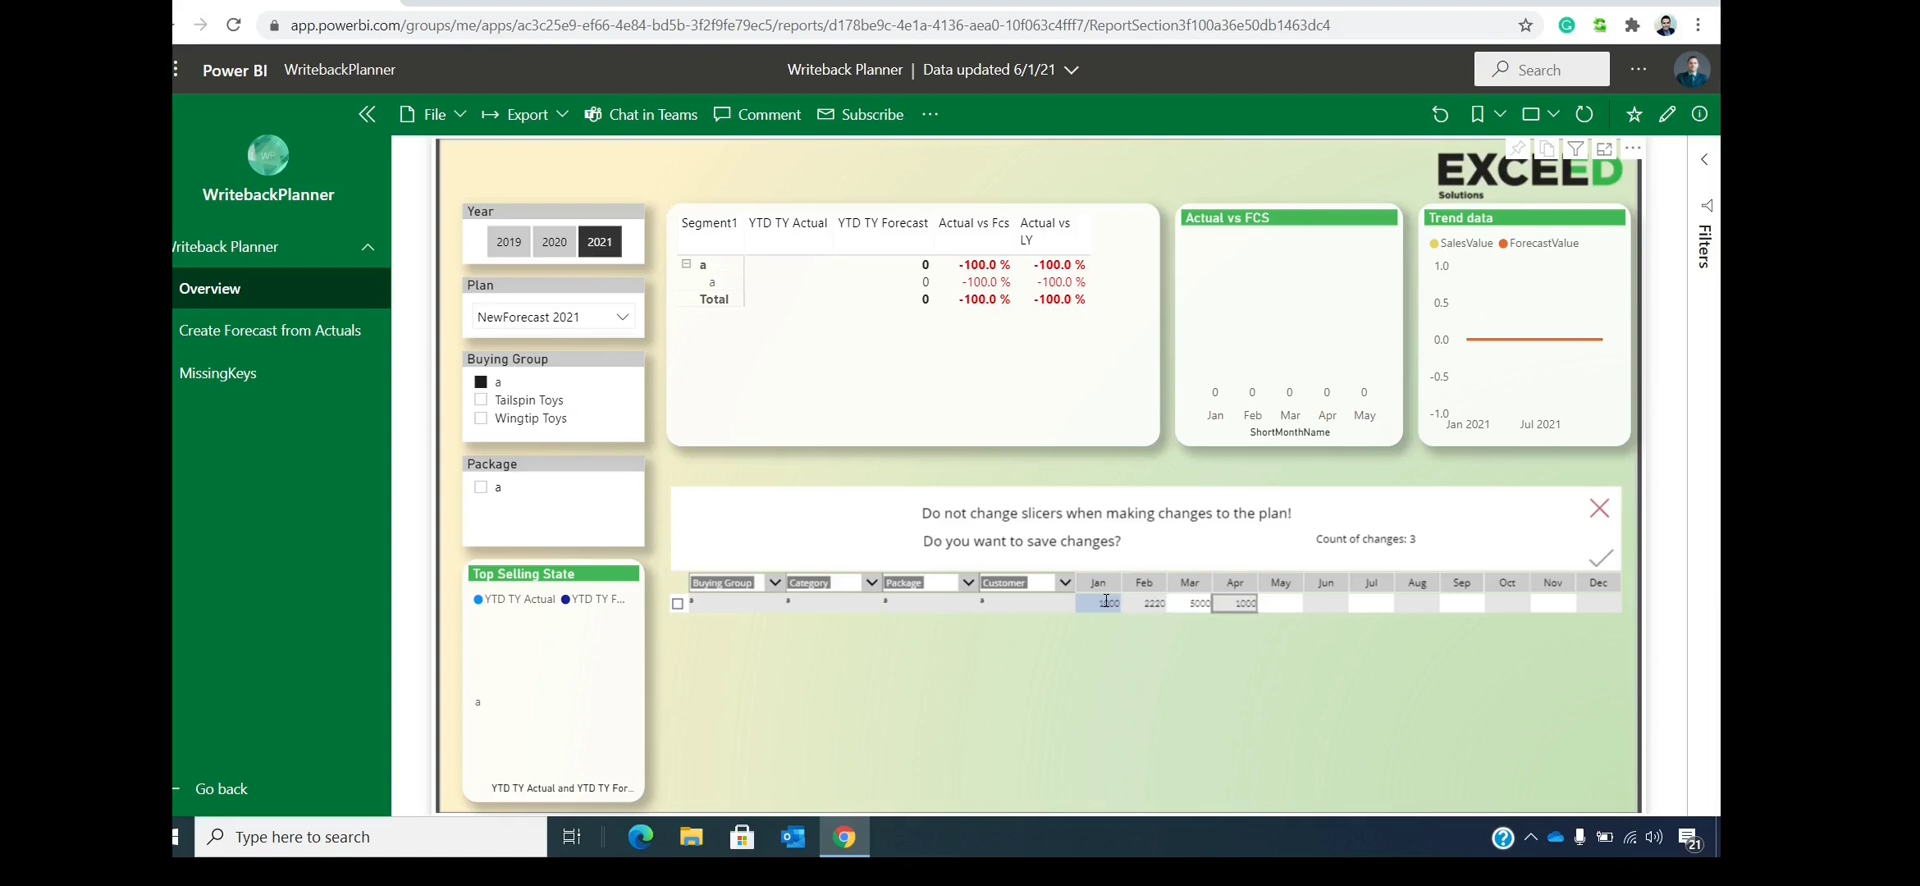 app.powerbi.com/groups/me/apps/ac3c25e9-ef66-4e84-bd5b-3f2f9fe79ec5/reports/d178be9c-4e1a-4136-aea0-10f063c4fff7/ReportSection3f100a36e50db1463dc4
Power BI WritebackPlanner
Writeback Planner | Data updated 6/1/21
Search
File Export Chat in Teams Comment Subscribe
WP
WritebackPlanner
Writeback Planner
Overview
Create Forecast from Actuals
MissingKeys
Go back
EXCEED
Solutions
Year
2019 2020 2021
Plan
NewForecast 2021
Buying Group
a
Tailspin Toys
Wingtip Toys
Package
a
Top Selling State
YTD TY Actual YTD TY F...
a
YTD TY Actual and YTD TY For...
Segment1 YTD TY Actual YTD TY Forecast Actual vs Fcs Actual vs LY
a 0 -100.0 % -100.0 %
a 0 -100.0 % -100.0 %
Total 0 -100.0 % -100.0 %
Actual vs FCS
0 0 0 0 0
Jan Feb Mar Apr May
ShortMonthName
Trend data
SalesValue ForecastValue
1.0
0.5
0.0
-0.5
-1.0
Jan 2021 Jul 2021
Filters
Do not change slicers when making changes to the plan!
Do you want to save changes?
Count of changes: 3
Buying Group Category Package Customer Jan Feb Mar Apr May Jun Jul Aug Sep Oct Nov Dec
a a a a 2220 5000 1000
Type here to search
21